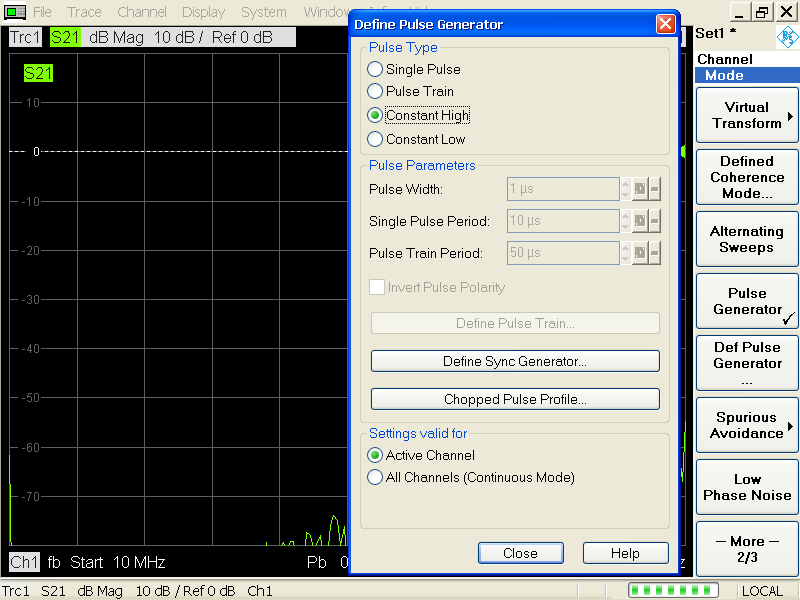 File Trace Channel Display System Window
Define Pulse Generator
Trc1 S21 dB Mag 10 dB / Ref 0 dB
Set1 *
S21
10
0
-10
-20
-30
-40
-50
-60
-70
Ch1 fb Start 10 MHz
Pb 0
Pulse Type
Single Pulse
Pulse Train
Constant High
Constant Low
Pulse Parameters
Pulse Width: 1 µs
Single Pulse Period: 10 µs
Pulse Train Period: 50 µs
Invert Pulse Polarity
Define Pulse Train...
Define Sync Generator...
Chopped Pulse Profile...
Settings valid for
Active Channel
All Channels (Continuous Mode)
Close Help
Channel
Mode
Virtual
Transform
Defined
Coherence
Mode...
Alternating
Sweeps
Pulse
Generator
Def Pulse
Generator
...
Spurious
Avoidance
Low
Phase Noise
— More —
2/3
Trc1 S21 dB Mag 10 dB / Ref 0 dB Ch1
LOCAL